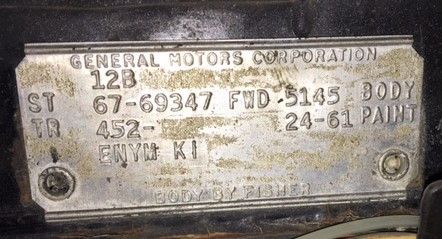 GENERAL MOTORS CORPORATION
12B
ST 67-69347 FWD 5145 BODY
TR 452- 24-61 PAINT
ENYM KI
BODY BY FISHER